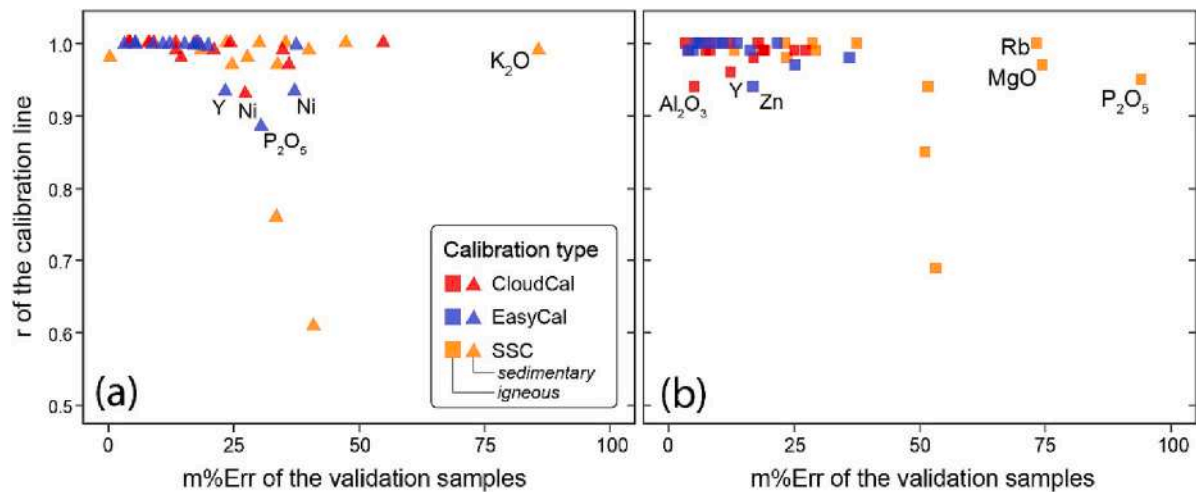 r of the calibration line
1.0
0.9
0.8
0.7
0.6
0.5
K₂O
Y
Ni
Ni
P₂O₅
Calibration type
CloudCal
EasyCal
SSC
sedimentary
igneous
(a)
0
25
50
75
100
m%Err of the validation samples
Al₂O₃
Y
Zn
Rb
MgO
P₂O₅
(b)
0
25
50
75
100
m%Err of the validation samples